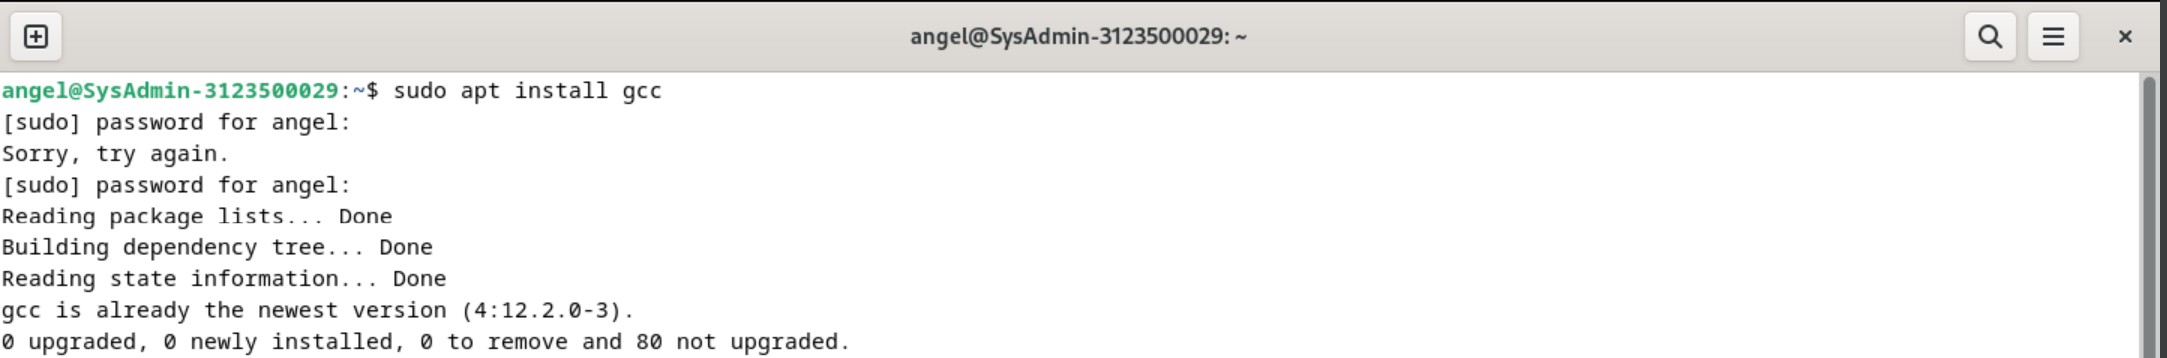 angel@SysAdmin-3123500029: ~
angel@SysAdmin-3123500029:~$ sudo apt install gcc
[sudo] password for angel:
Sorry, try again.
[sudo] password for angel:
Reading package lists... Done
Building dependency tree... Done
Reading state information... Done
gcc is already the newest version (4:12.2.0-3).
0 upgraded, 0 newly installed, 0 to remove and 80 not upgraded.